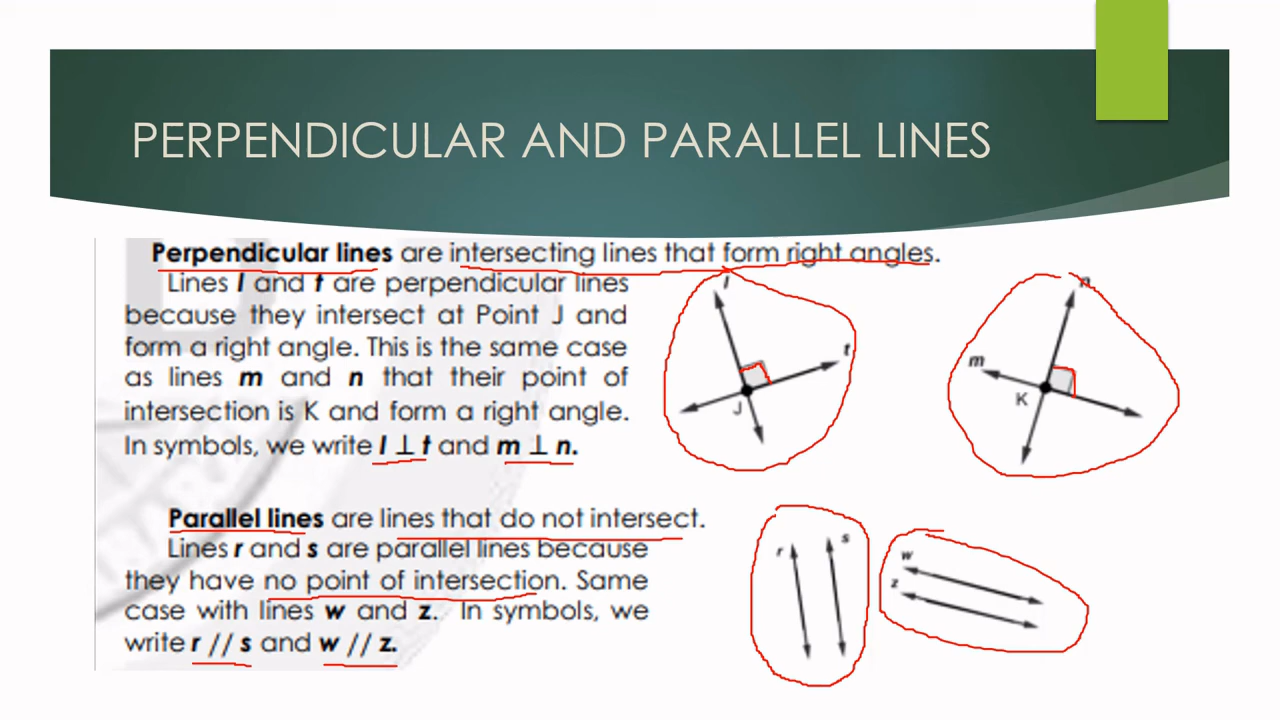 PERPENDICULAR AND PARALLEL LINES
Perpendicular lines are intersecting lines that form right angles.
Lines l and t are perpendicular lines
because they intersect at Point J and
form a right angle. This is the same case
as lines m and n that their point of
intersection is K and form a right angle.
In symbols, we write l ⊥ t and m ⊥ n.
l
t
J
n
m
K
Parallel lines are lines that do not intersect.
Lines r and s are parallel lines because
they have no point of intersection. Same
case with lines w and z. In symbols, we
write r // s and w // z.
r
s
w
z